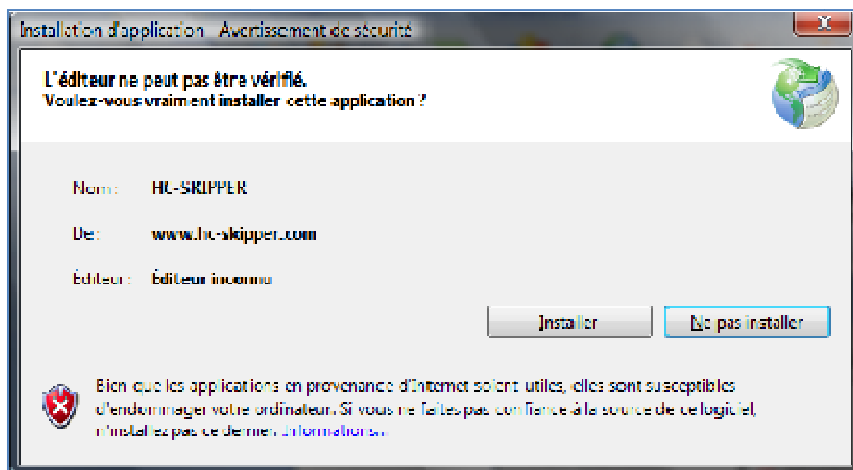 Installation d'application - Avertissement de sécurité
L'éditeur ne peut pas être vérifié.
Voulez-vous vraiment installer cette application ?
Nom : HC-SKIPPER
De : www.hc-skipper.com
Éditeur : Éditeur inconnu
Installer Ne pas installer
Bien que les applications en provenance d'Internet soient utiles, elles sont susceptibles
d'endommager votre ordinateur. Si vous ne faites pas confiance à la source de ce logiciel,
n'installez pas ce dernier. Informations...